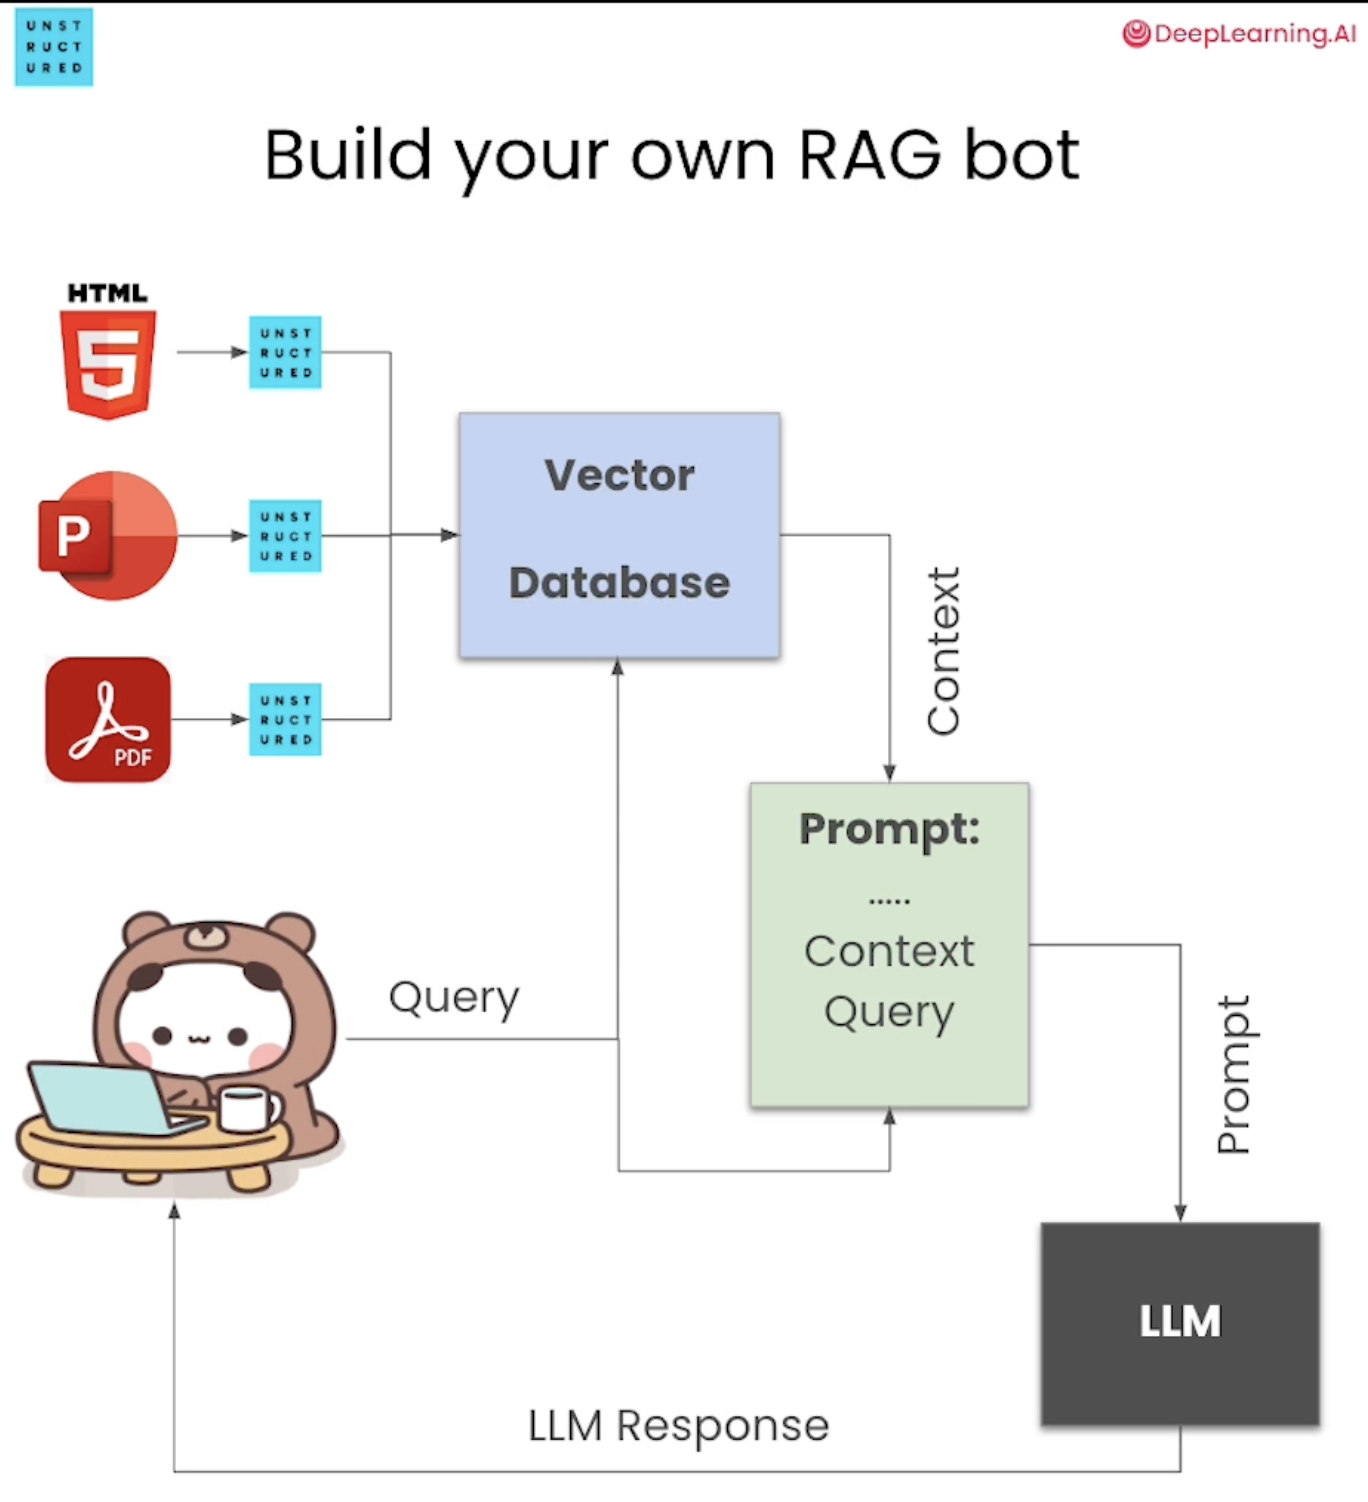 UNST
RUCT
URED
DeepLearning.AI
Build your own RAG bot
HTML
5
UNST
RUCT
URED
P
UNST
RUCT
URED
PDF
UNST
RUCT
URED
Vector
Database
Context
Prompt:
.....
Context
Query
Query
Prompt
LLM
LLM Response